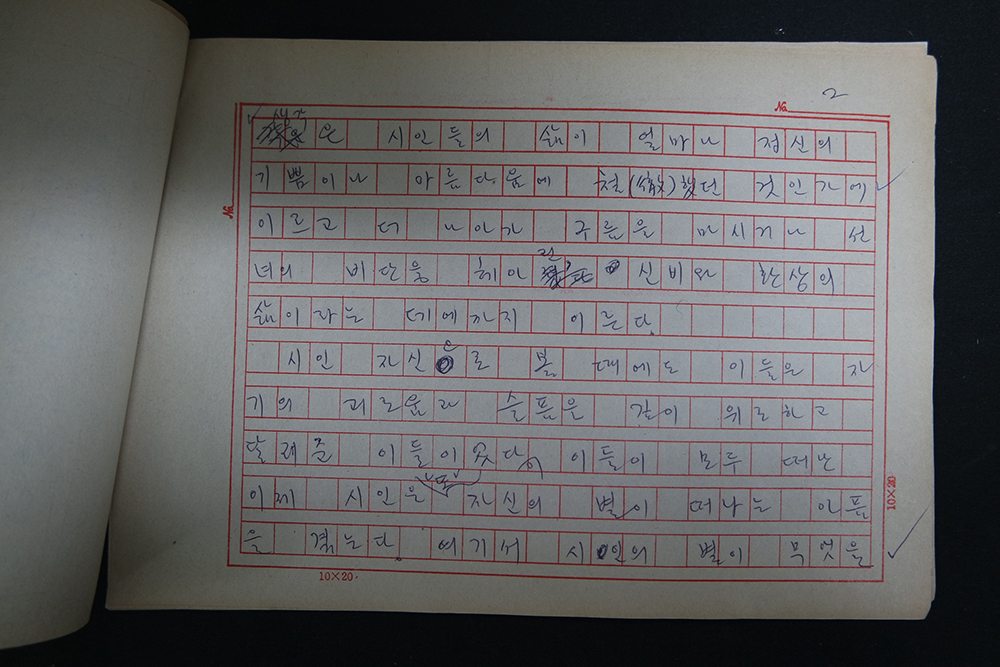 No. 2
생각은 시인들의 삶이 얼마나 정신의
기쁨이나 아름다움에 철(徹)했던 것인가에
이르고 더 나아가 구름을 마시거나 선
녀의 비단옷 헤아 신비와 환상의
삶이라는 데에까지 이른다.
시인 자신으로 볼 때에도 이들은 자
기의 괴로움과 슬픔을 같이 위로하고
달래준 이들이었다. 이들이 모두 떠난
이제 시인은 또 자신의 별이 떠나는 아픔
을 겪는다. 여기서 시인의 별이 무엇을
No.
10×20
10×20